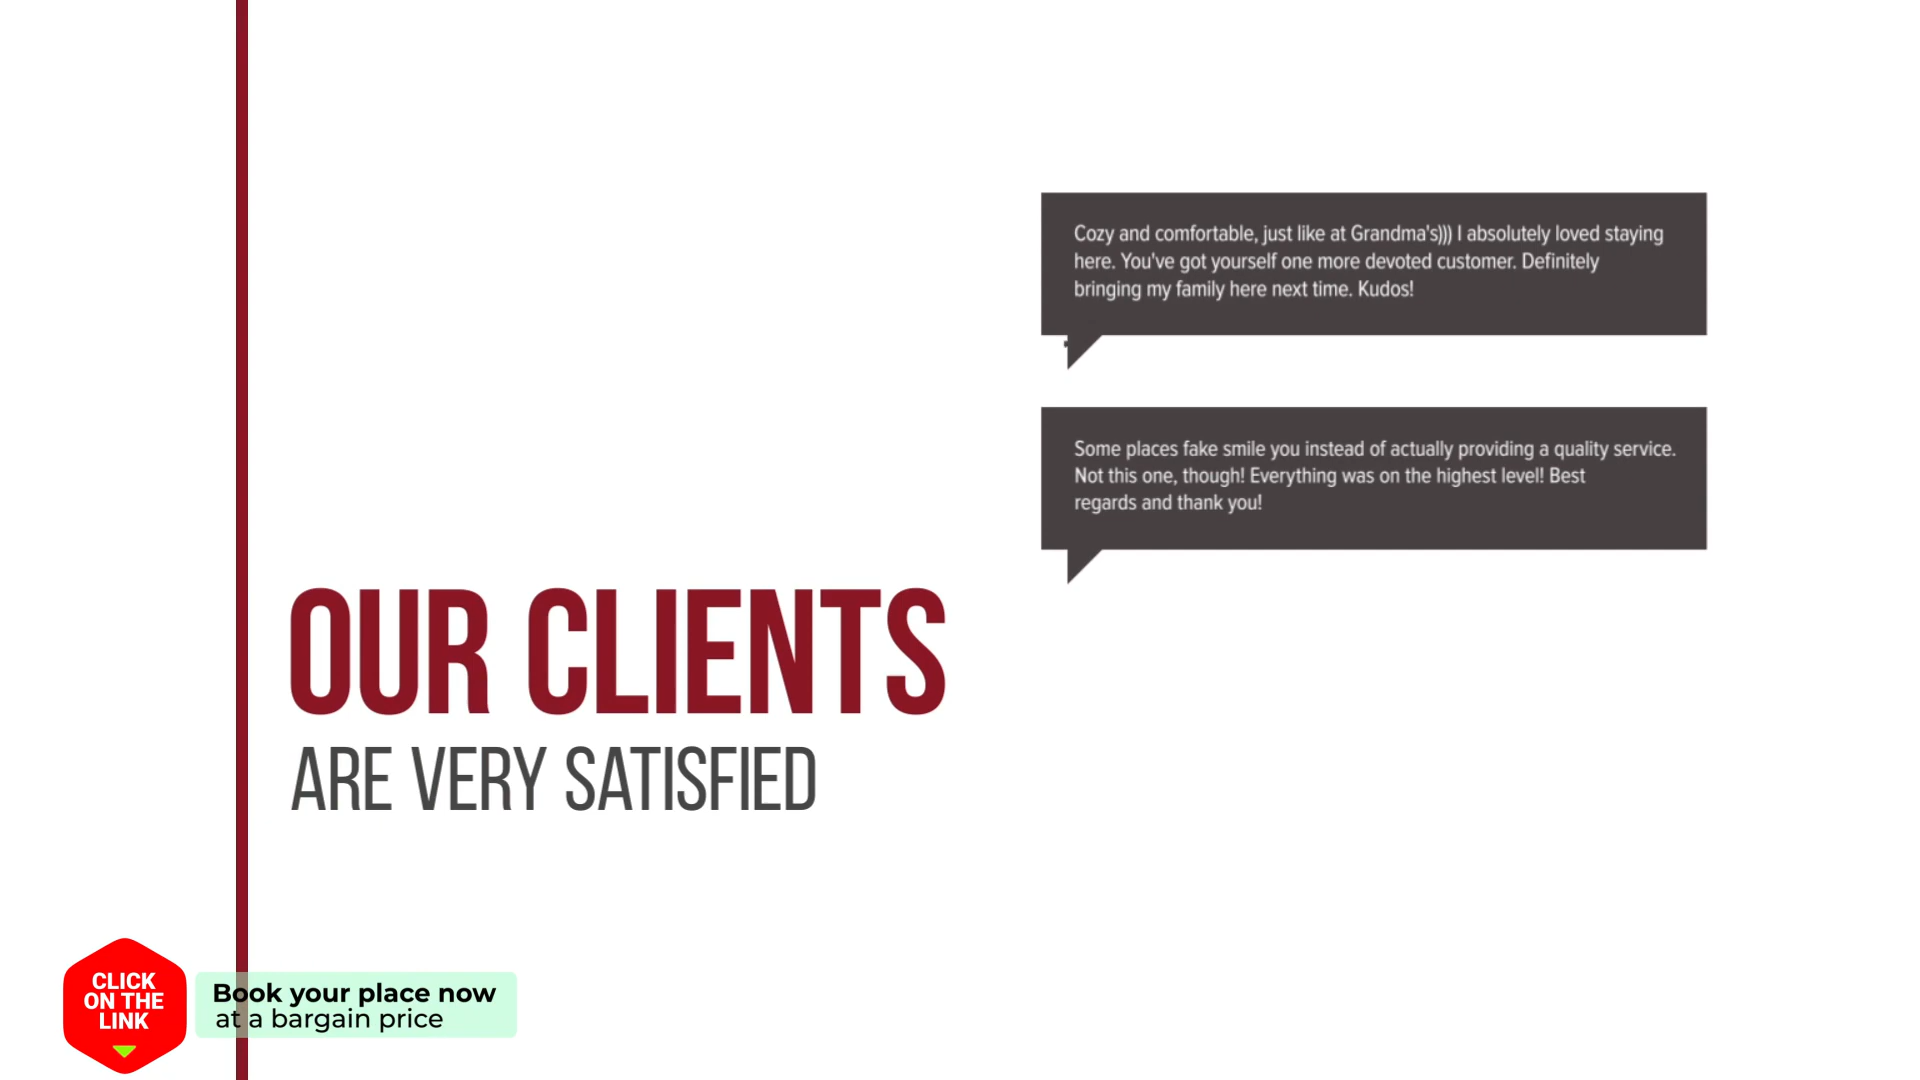 Cozy and comfortable, just like at Grandma's))) I absolutely loved staying
here. You've got yourself one more devoted customer. Definitely
bringing my family here next time. Kudos!
Some places fake smile you instead of actually providing a quality service.
Not this one, though! Everything was on the highest level! Best
regards and thank you!
OUR CLIENTS
ARE VERY SATISFIED
CLICK
ON THE
LINK
Book your place now
at a bargain price